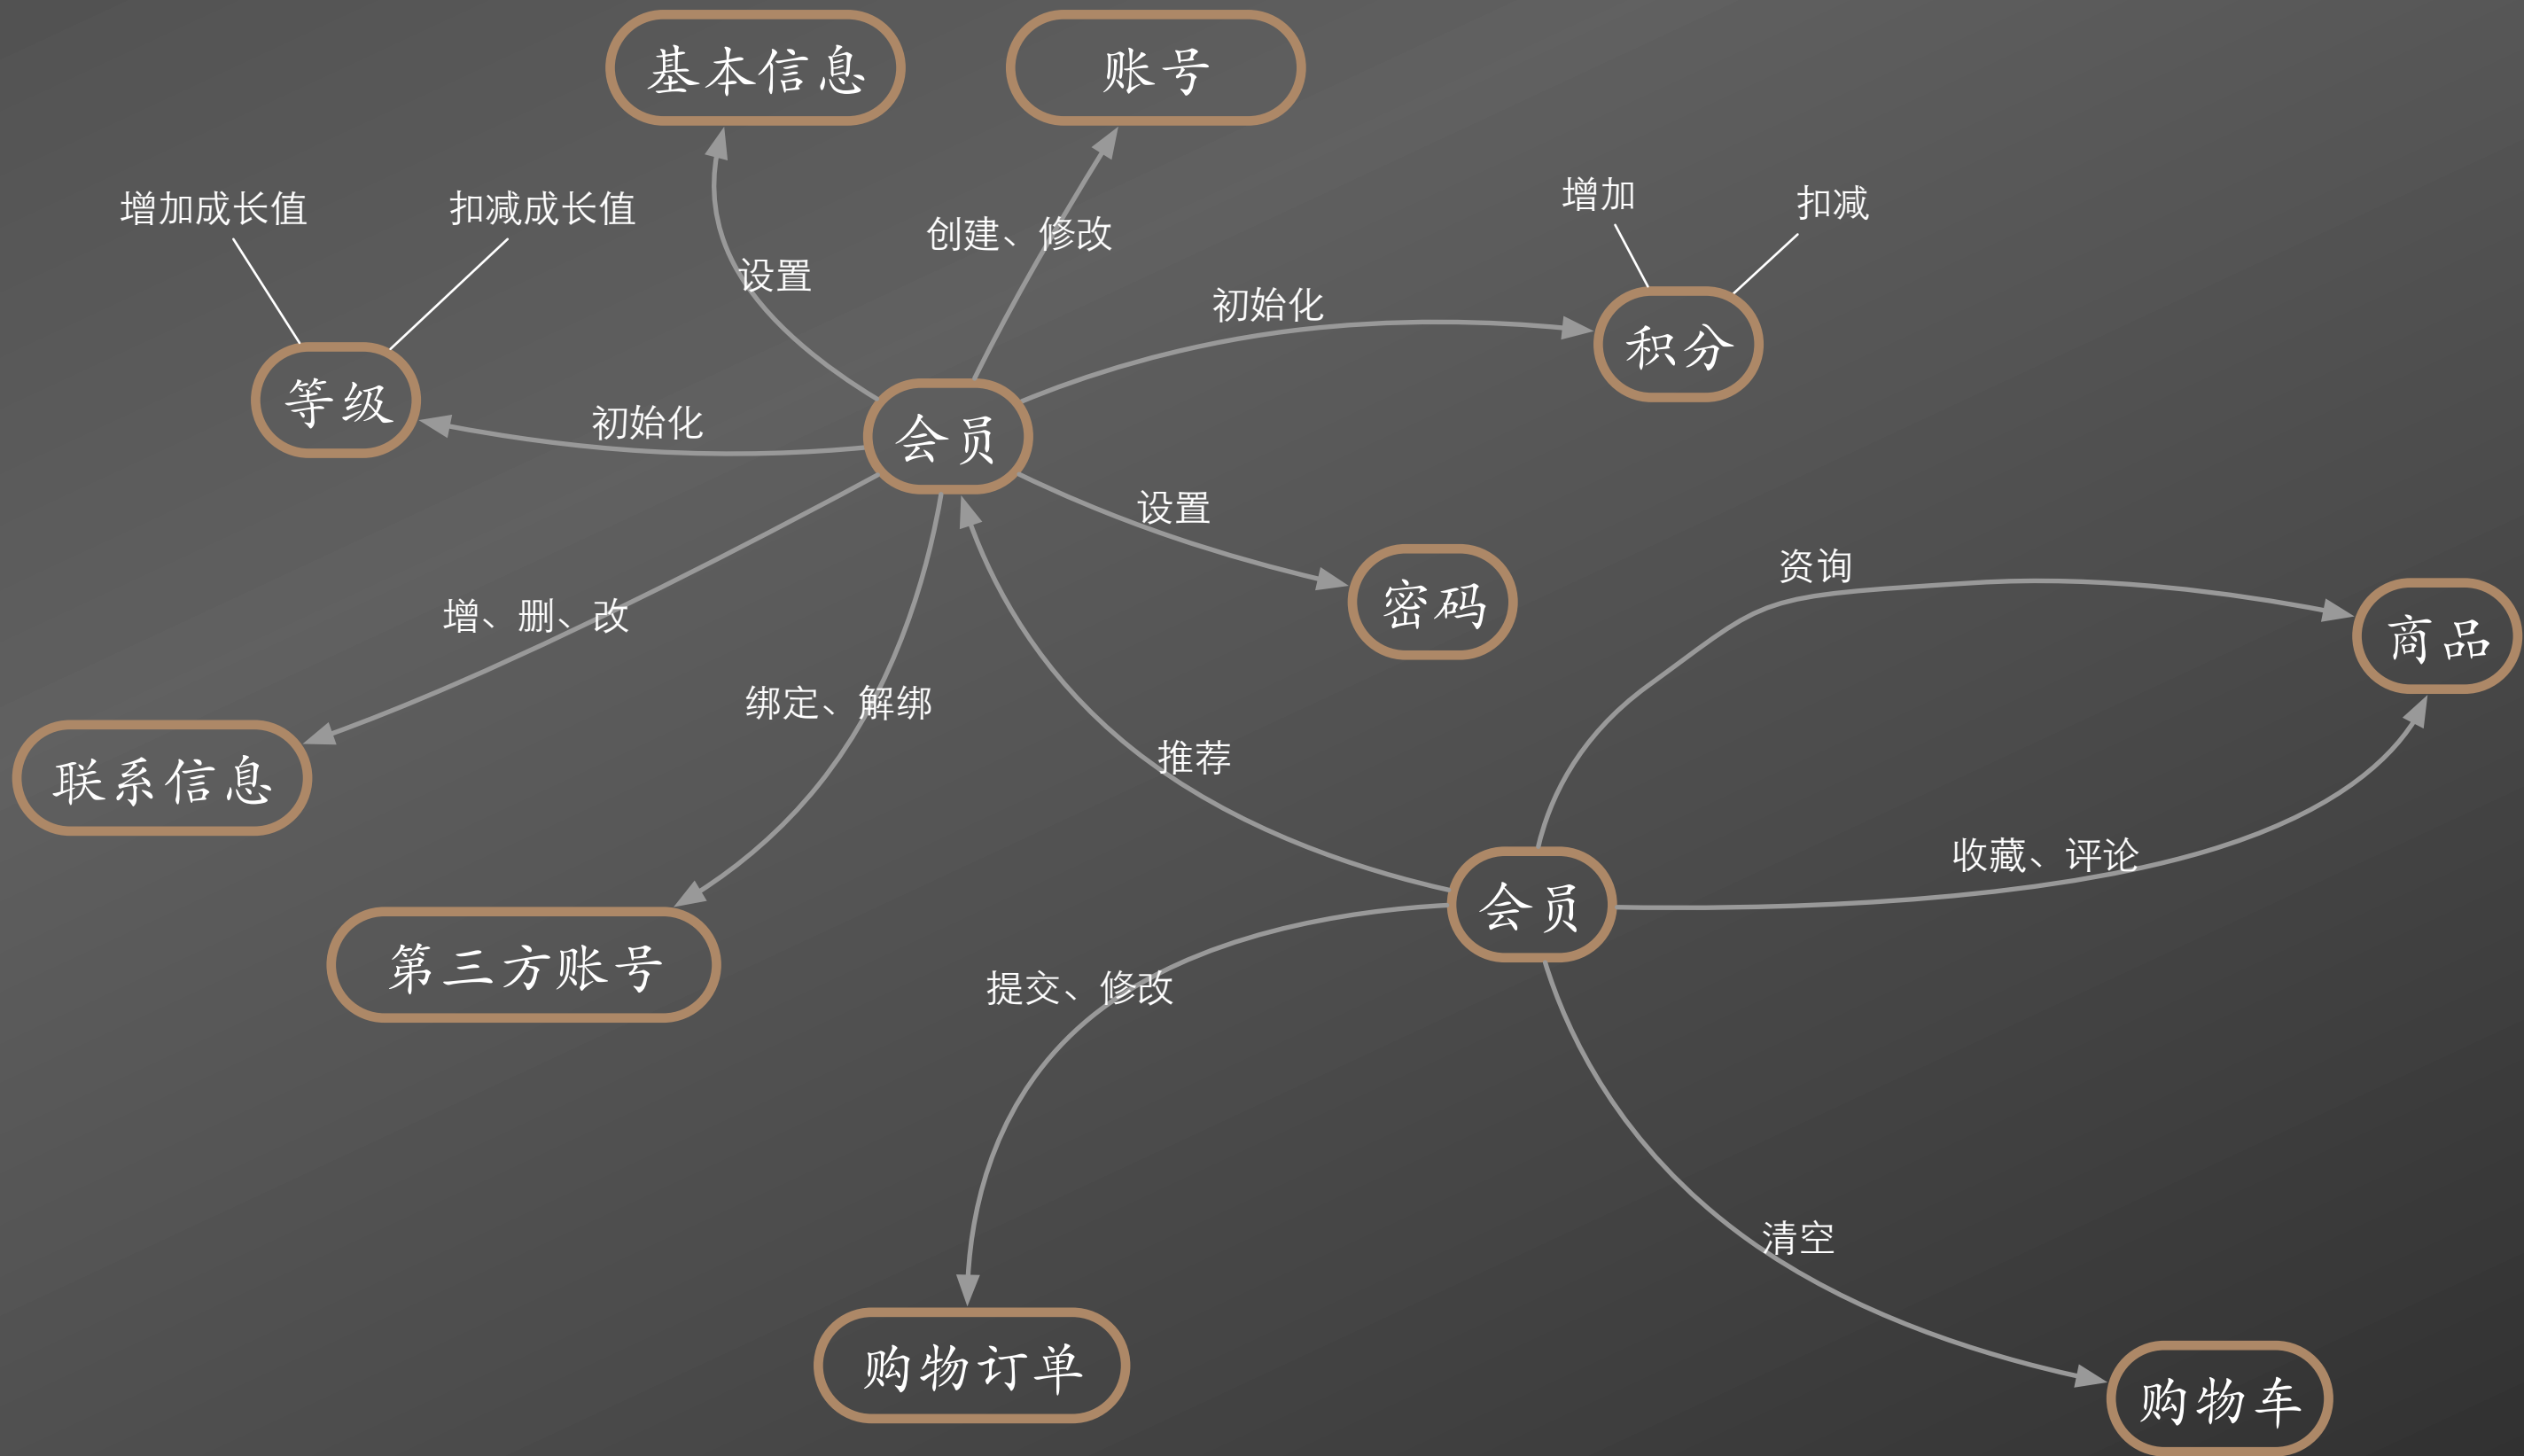 基本信息
账号
增加成长值
扣减成长值
增加
扣减
创建、修改
设置
初始化
积分
等级
初始化
会员
设置
资询
密码
商品
增、删、改
绑定、解绑
推荐
联系信息
收藏、评论
会员
第三方账号
提交、修改
清空
购物订单
购物车